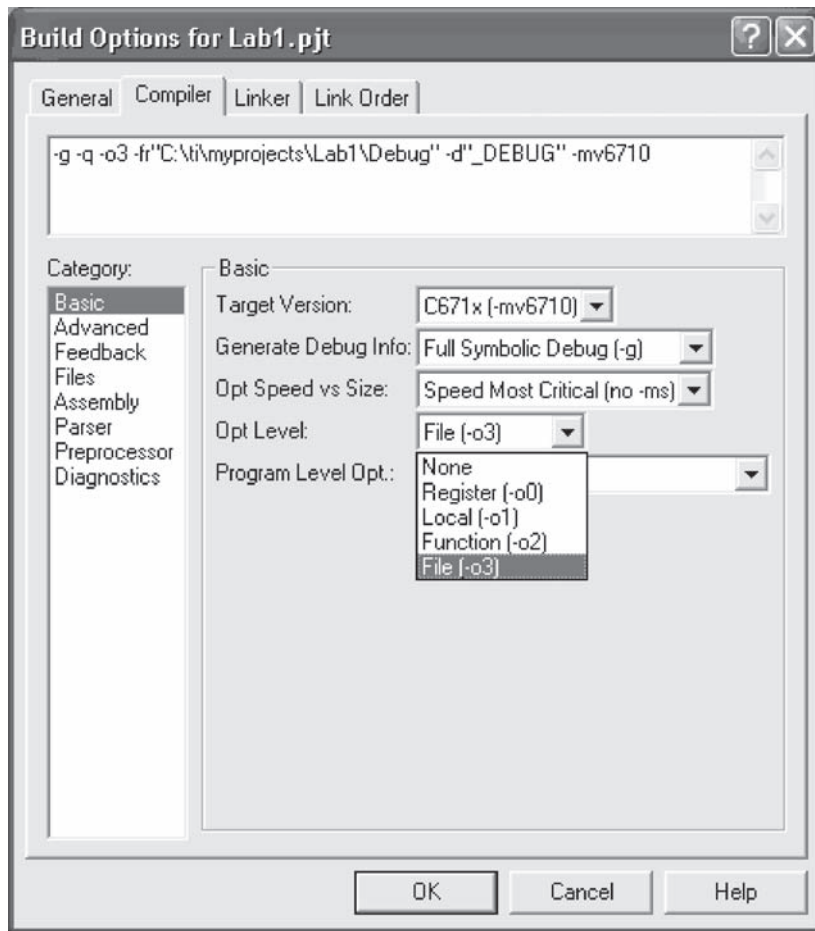 Build Options for Lab1.pjt
General Compiler Linker Link Order
-g -q -o3 -fr"C:\ti\myprojects\Lab1\Debug" -d"_DEBUG" -mv6710
Category:
Basic
Advanced
Feedback
Files
Assembly
Parser
Preprocessor
Diagnostics
Basic
Target Version: C671x (-mv6710)
Generate Debug Info: Full Symbolic Debug (-g)
Opt Speed vs Size: Speed Most Critical (no -ms)
Opt Level: File (-o3)
Program Level Opt.:
None
Register (-o0)
Local (-o1)
Function (-o2)
File (-o3)
OK Cancel Help